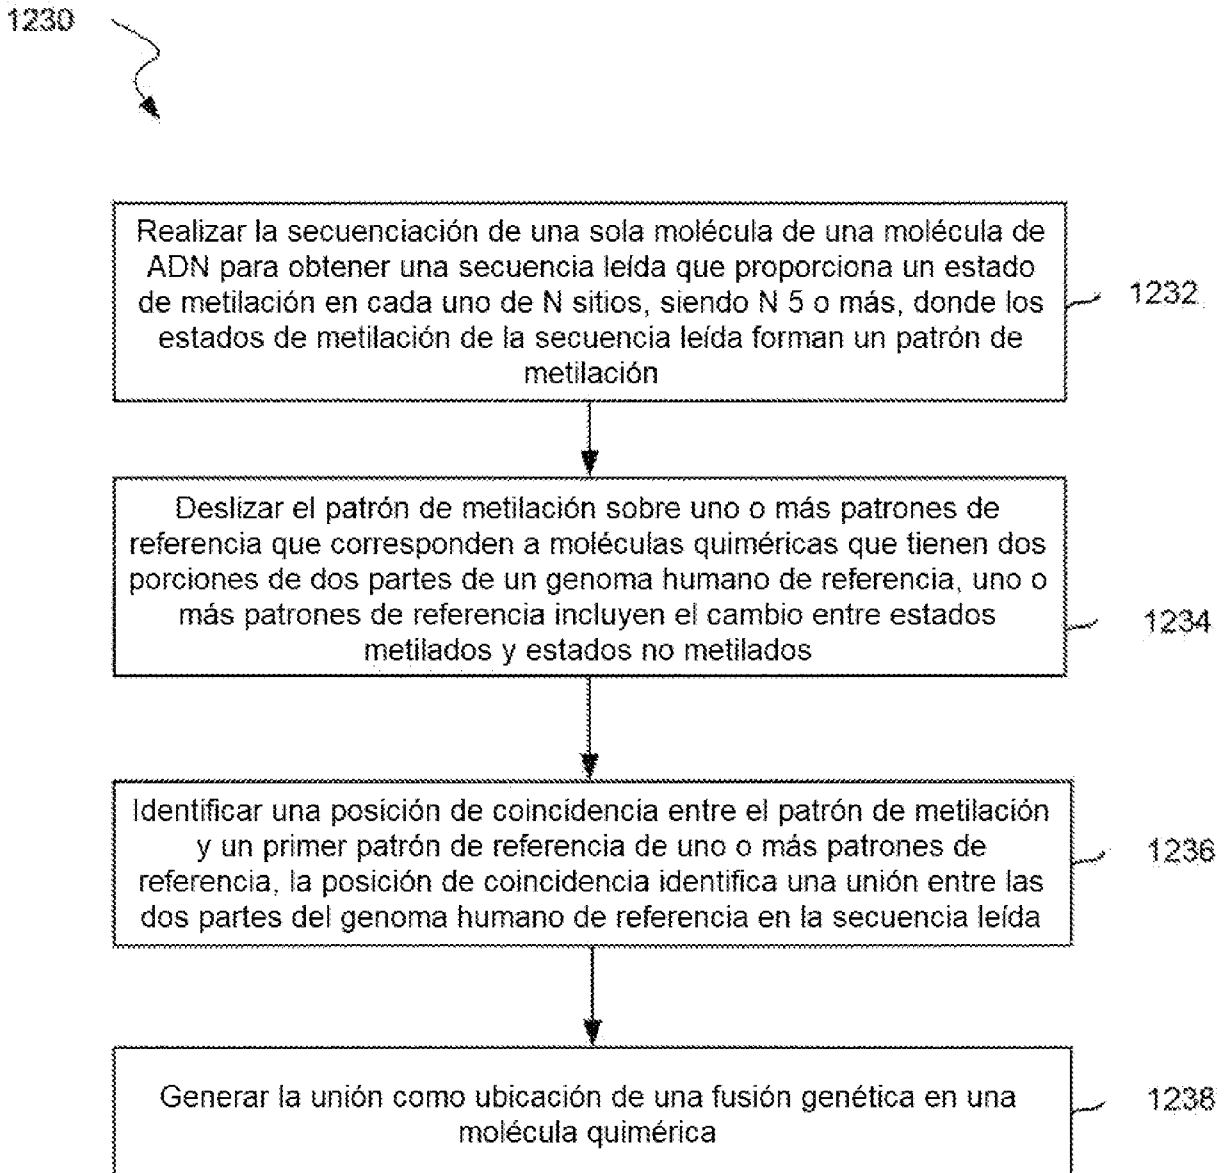 1230
Realizar la secuenciación de una sola molécula de una molécula de
ADN para obtener una secuencia leída que proporciona un estado
de metilación en cada uno de N sitios, siendo N 5 o más, donde los
estados de metilación de la secuencia leída forman un patrón de
metilación
1232
Deslizar el patrón de metilación sobre uno o más patrones de
referencia que corresponden a moléculas quiméricas que tienen dos
porciones de dos partes de un genoma humano de referencia, uno o
más patrones de referencia incluyen el cambio entre estados
metilados y estados no metilados
1234
Identificar una posición de coincidencia entre el patrón de metilación
y un primer patrón de referencia de uno o más patrones de
referencia, la posición de coincidencia identifica una unión entre las
dos partes del genoma humano de referencia en la secuencia leída
1236
Generar la unión como ubicación de una fusión genética en una
molécula quimérica
1238